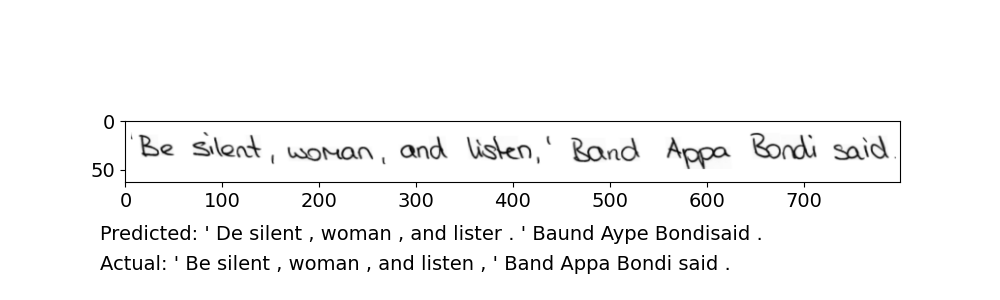 0
50
'Be silent, woman, and listen,' Band Appa Bondi said.
0 100 200 300 400 500 600 700
Predicted: ' De silent , woman , and lister . ' Baund Aype Bondisaid .
Actual: ' Be silent , woman , and listen , ' Band Appa Bondi said .